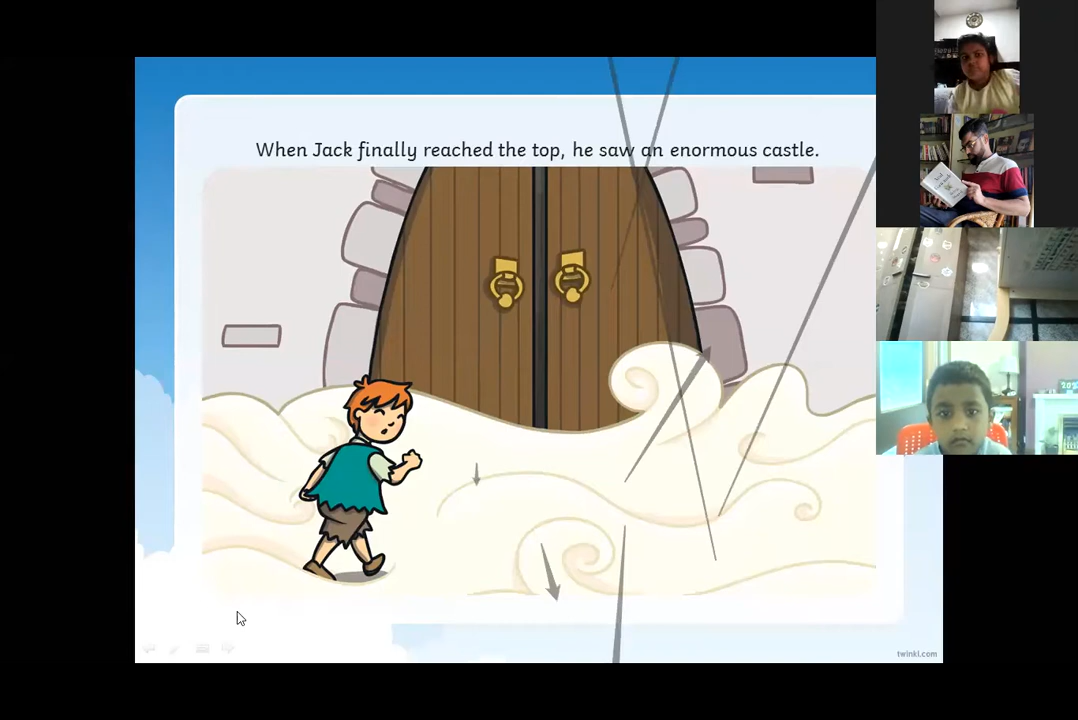 When Jack finally reached the top, he saw an enormous castle.
twinkl.com